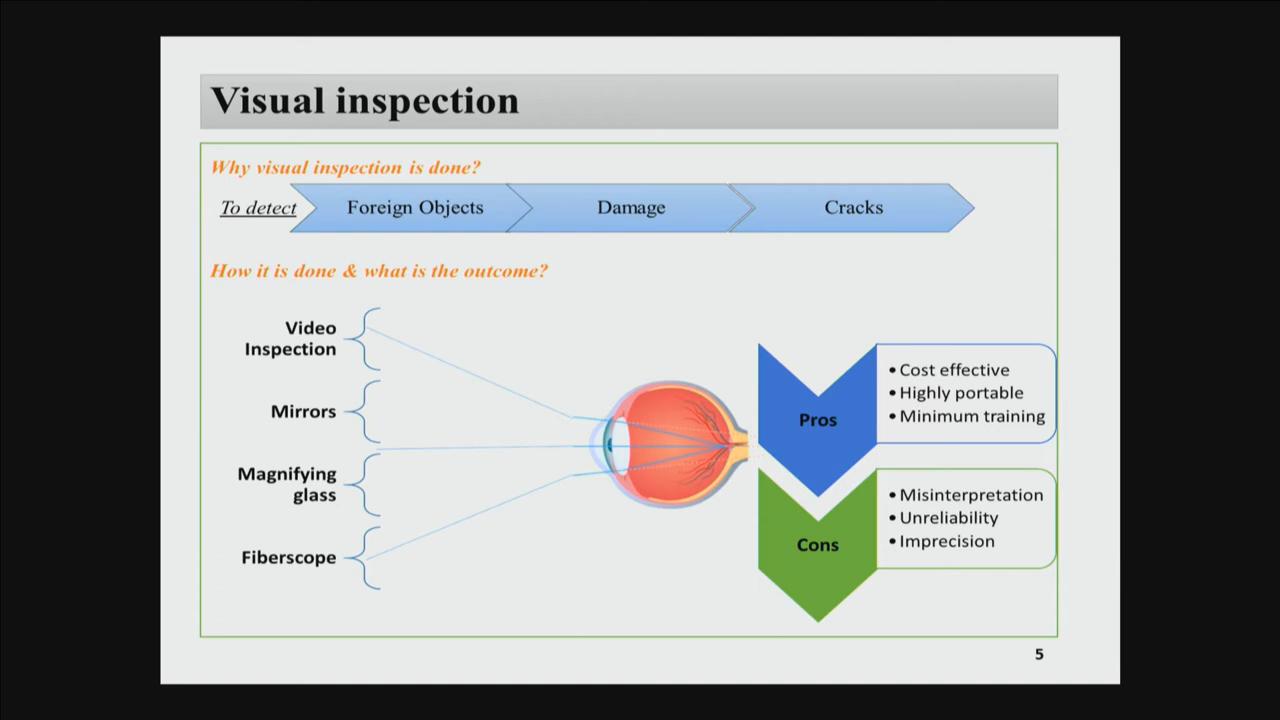 Visual inspection
Why visual inspection is done?
To detect
Foreign Objects
Damage
Cracks
How it is done & what is the outcome?
Video
Inspection
Mirrors
Magnifying
glass
Fiberscope
Pros
• Cost effective
• Highly portable
• Minimum training
Cons
• Misinterpretation
• Unreliability
• Imprecision
5